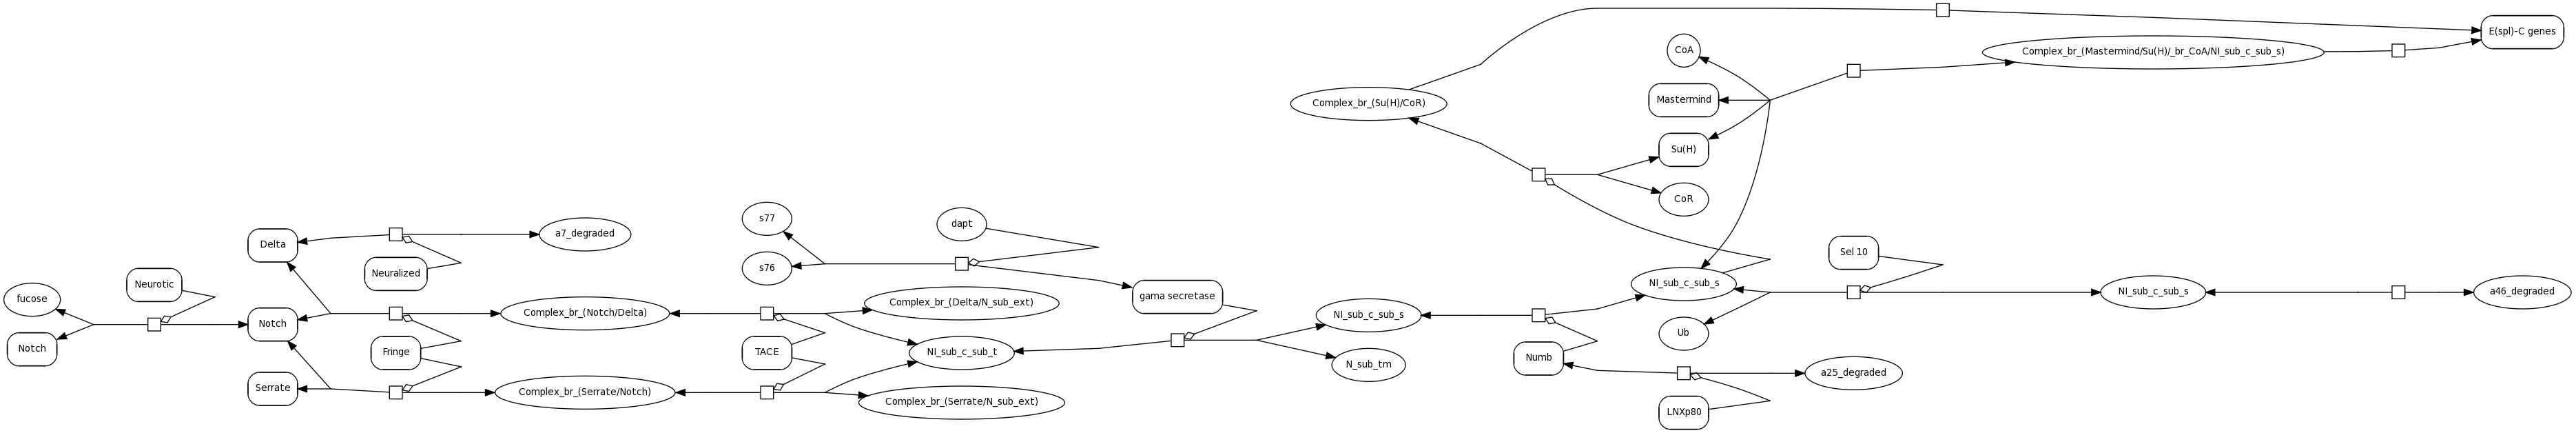 CoA
E(spl)-C genes
Complex_br_(Mastermind/Su(H)/_br_CoA/NI_sub_c_sub_s)
Complex_br_(Su(H)/CoR)
Mastermind
Su(H)
CoR
s77
dapt
a7_degraded
Delta
Sel 10
s76
Neuralized
Neurotic
NI_sub_c_sub_s
NI_sub_c_sub_s
a46_degraded
fucose
gama secretase
Complex_br_(Delta/N_sub_ext)
Complex_br_(Notch/Delta)
NI_sub_c_sub_s
Notch
Ub
Notch
Fringe
TACE
NI_sub_c_sub_t
Numb
N_sub_tm
a25_degraded
Serrate
Complex_br_(Serrate/Notch)
Complex_br_(Serrate/N_sub_ext)
LNXp80